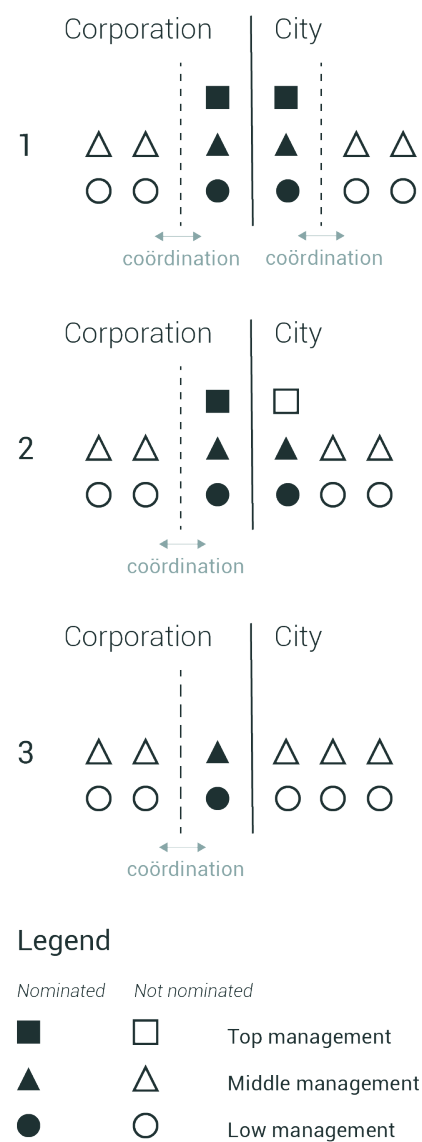 Corporation City
1
coördination coördination
Corporation City
2
coördination
Corporation City
3
coördination
Legend
Nominated Not nominated
Top management
Middle management
Low management